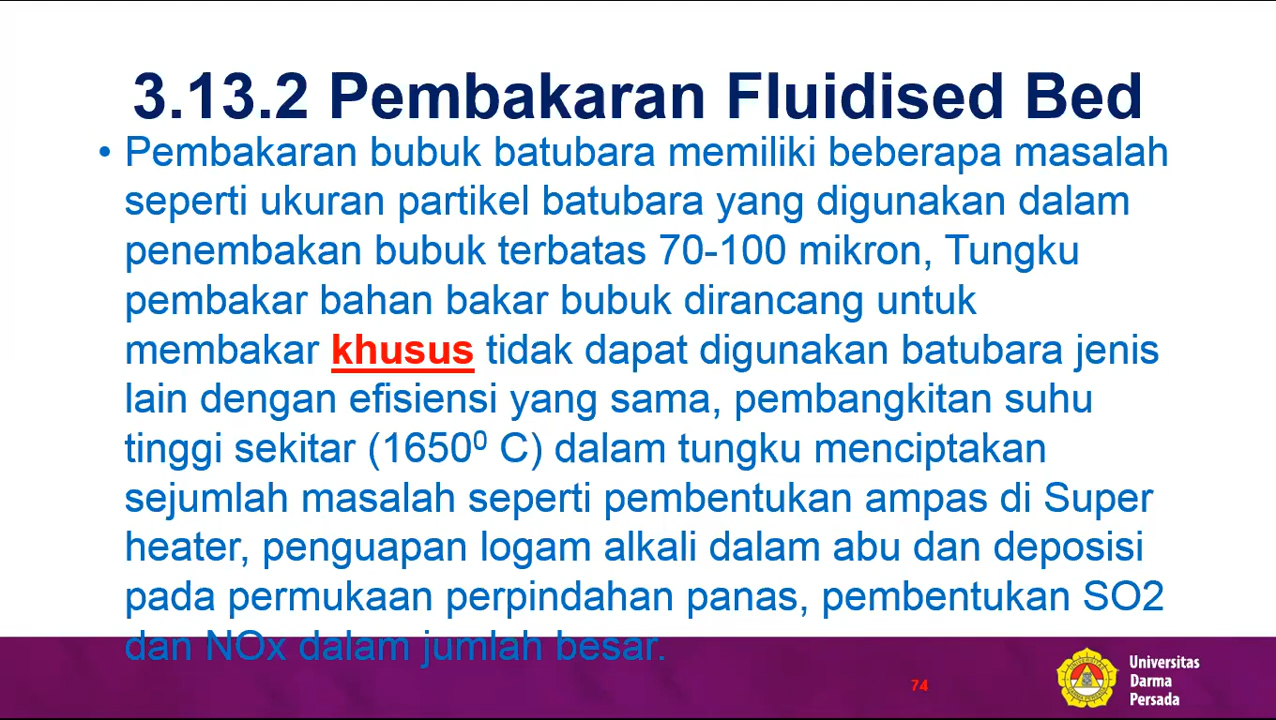 3.13.2 Pembakaran Fluidised Bed
• Pembakaran bubuk batubara memiliki beberapa masalah
seperti ukuran partikel batubara yang digunakan dalam
penembakan bubuk terbatas 70-100 mikron, Tungku
pembakar bahan bakar bubuk dirancang untuk
membakar khusus tidak dapat digunakan batubara jenis
lain dengan efisiensi yang sama, pembangkitan suhu
tinggi sekitar (1650⁰ C) dalam tungku menciptakan
sejumlah masalah seperti pembentukan ampas di Super
heater, penguapan logam alkali dalam abu dan deposisi
pada permukaan perpindahan panas, pembentukan SO2
dan NOx dalam jumlah besar.
74
Universitas
Darma
Persada